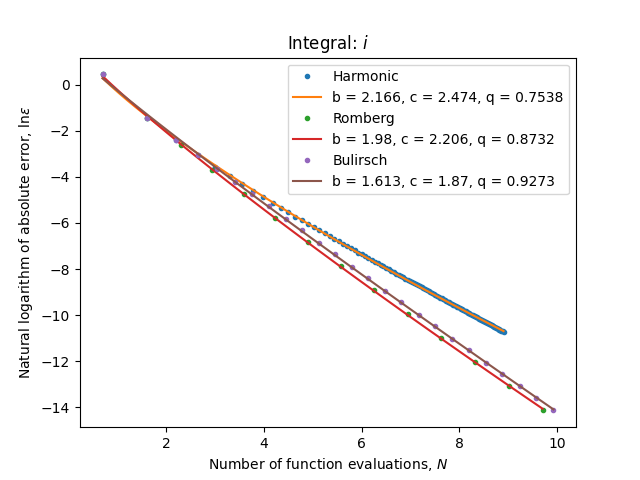 Integral: i
Harmonic
b = 2.166, c = 2.474, q = 0.7538
Romberg
b = 1.98, c = 2.206, q = 0.8732
Bulirsch
b = 1.613, c = 1.87, q = 0.9273
Natural logarithm of absolute error, lnε
0
−2
−4
−6
−8
−10
−12
−14
2 4 6 8 10
Number of function evaluations, N